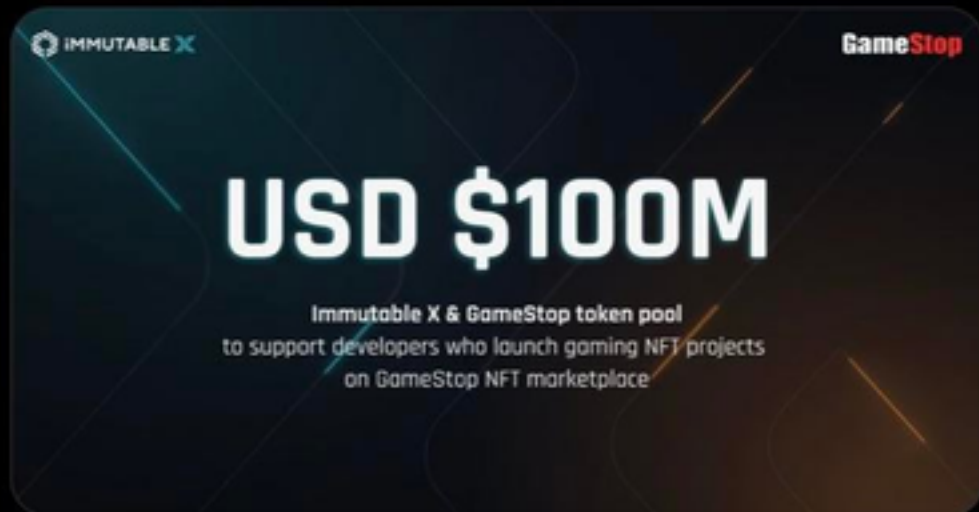 IMMUTABLE X
GameStop
USD $100M
Immutable X & GameStop token pool
to support developers who launch gaming NFT projects
on GameStop NFT marketplace